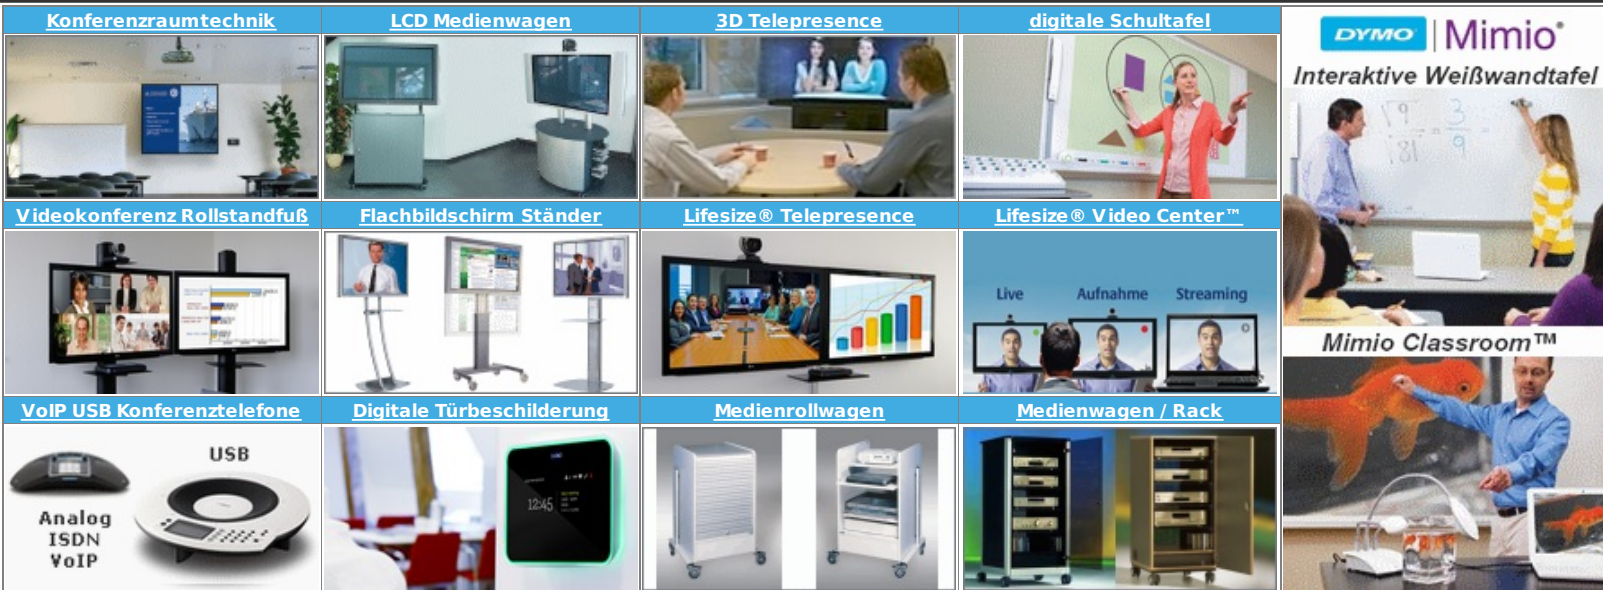 Konferenzraumtechnik
LCD Medienwagen
3D Telepresence
digitale Schultafel
DYMO | Mimio®
Interaktive Weißwandtafel
Videokonferenz Rollstandfuß
Flachbildschirm Ständer
Lifesize® Telepresence
Lifesize® Video Center™
Live
Aufnahme
Streaming
Mimio Classroom™
VoIP USB Konferenztelefone
Digitale Türbeschilderung
Medienrollwagen
Medienwagen / Rack
USB
Analog
ISDN
VoIP
12:45